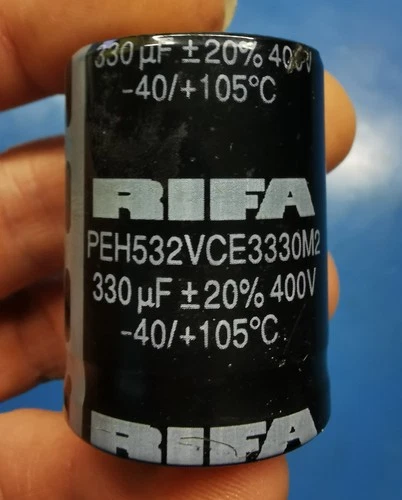 330 µF ± 20% 400V
-40/+105°C
RIFA
PEH532VCE3330M2
330 µF ± 20% 400V
-40/+105°C
RIFA